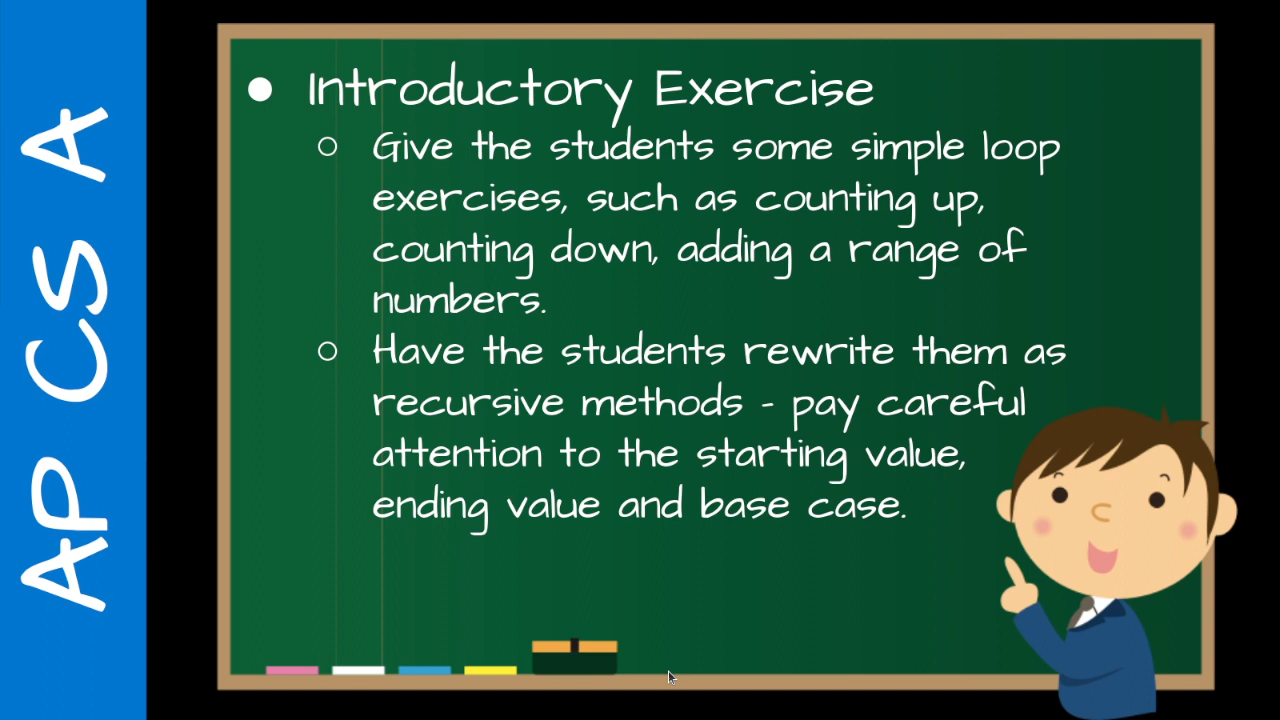 AP CS A
● Introductory Exercise
○ Give the students some simple loop
exercises, such as counting up,
counting down, adding a range of
numbers.
○ Have the students rewrite them as
recursive methods - pay careful
attention to the starting value,
ending value and base case.